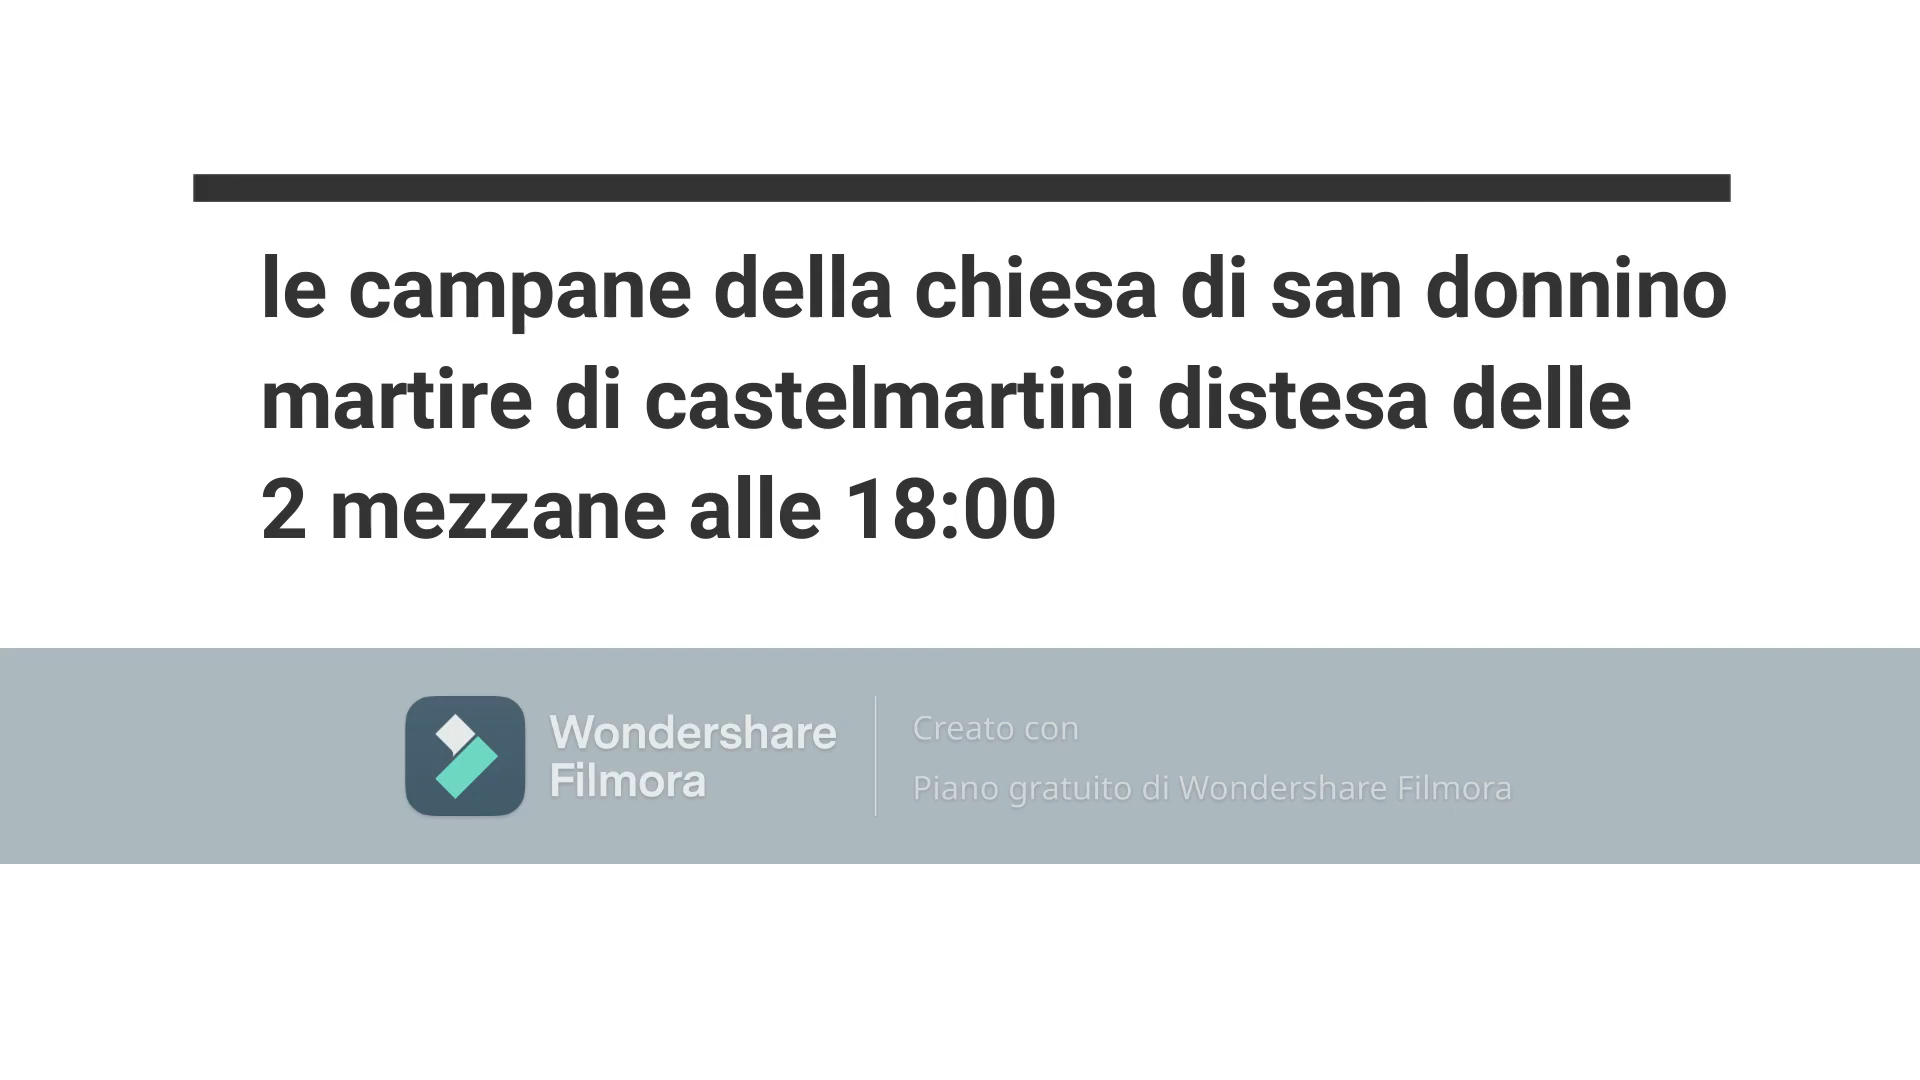 le campane della chiesa di san donnino
martire di castelmartini distesa delle
2 mezzane alle 18:00
Wondershare
Filmora
Creato con
Piano gratuito di Wondershare Filmora